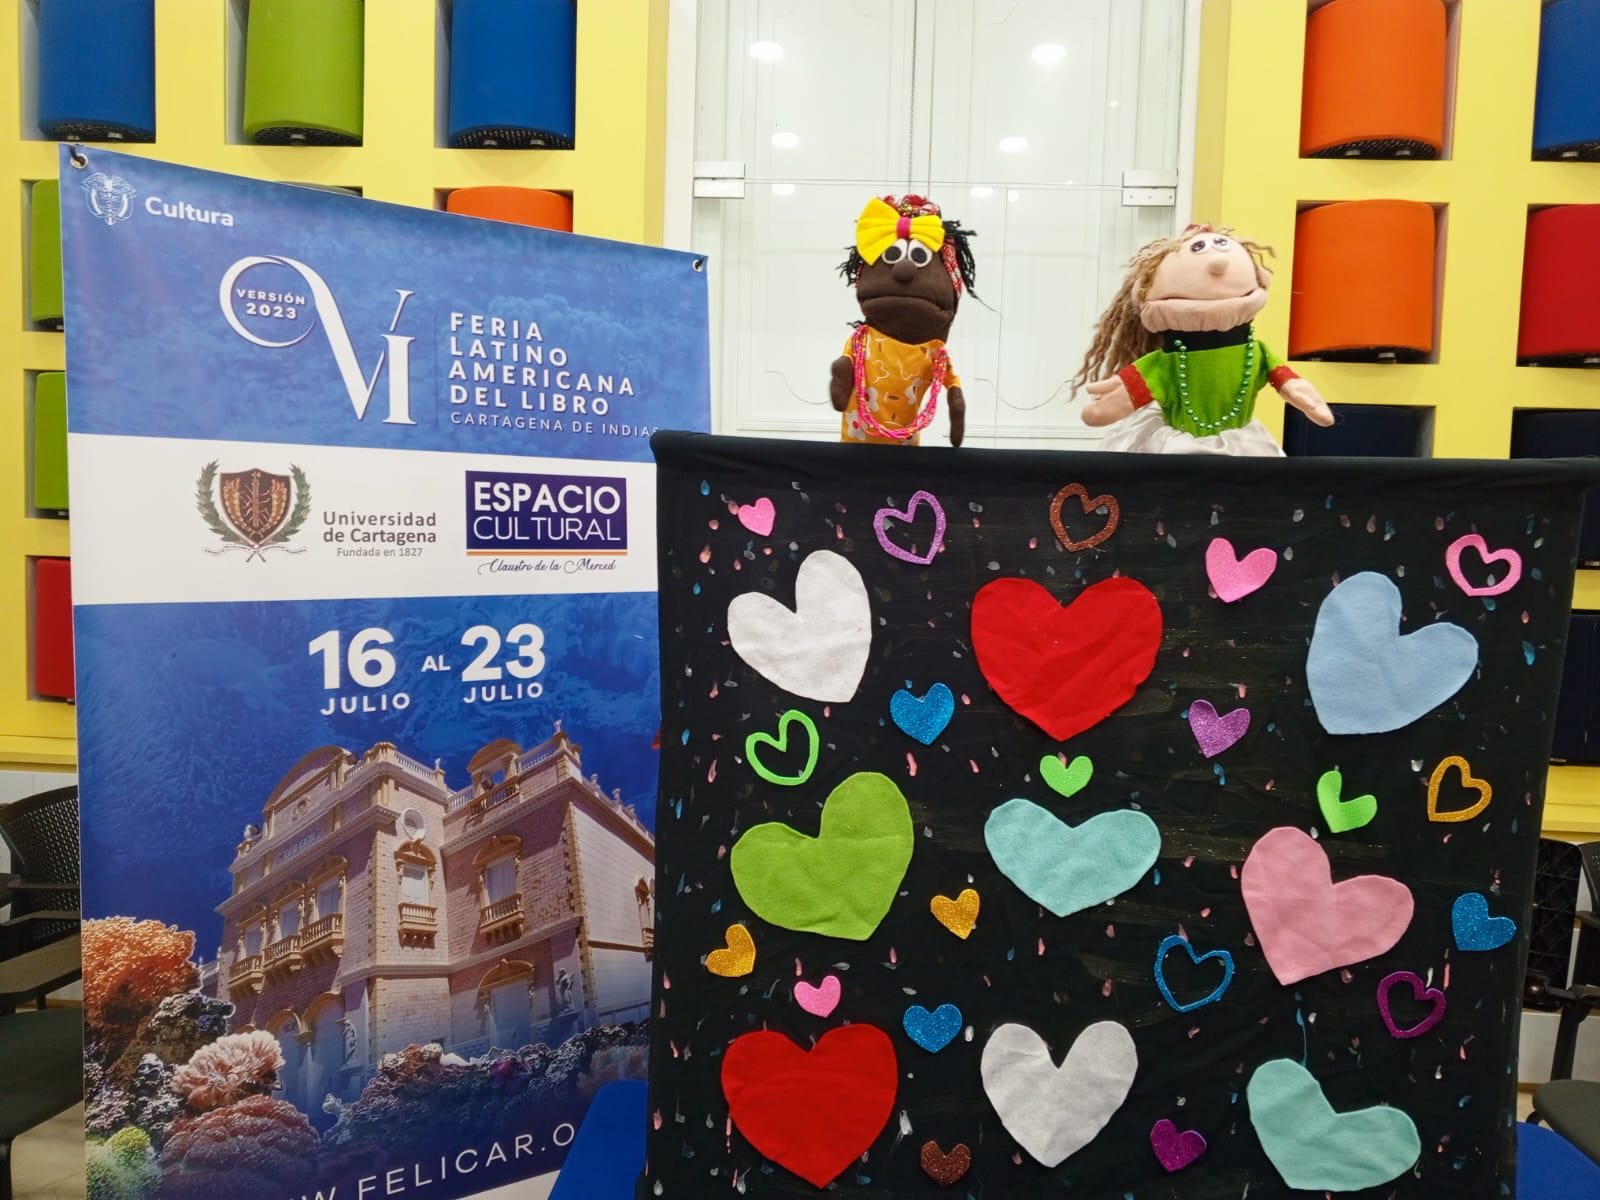 Cultura
VERSIÓN
2023
VI
FERIA
LATINO
AMERICANA
DEL LIBRO
CARTAGENA DE INDIAS
Universidad
de Cartagena
Fundada en 1827
ESPACIO
CULTURAL
Claustro de la Merced
16 AL 23
JULIO JULIO
W.FELICAR.O